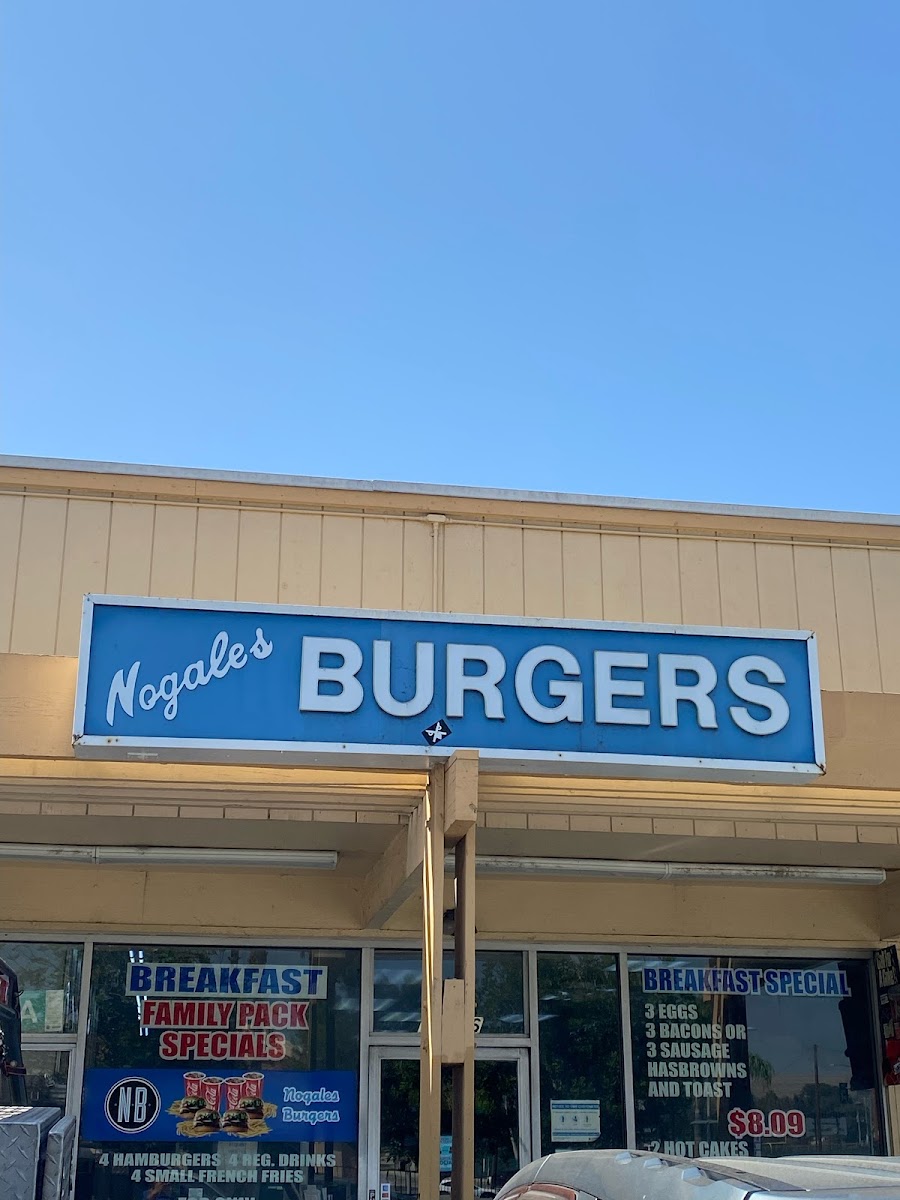 Nogales BURGERS
BREAKFAST
FAMILY PACK
SPECIALS
NB
Nogales
Burgers
4 HAMBURGERS 4 REG. DRINKS
4 SMALL FRENCH FRIES
BREAKFAST SPECIAL
3 EGGS
3 BACONS OR
3 SAUSAGE
HASBROWNS
AND TOAST
$8.09
2 HOT CAKES